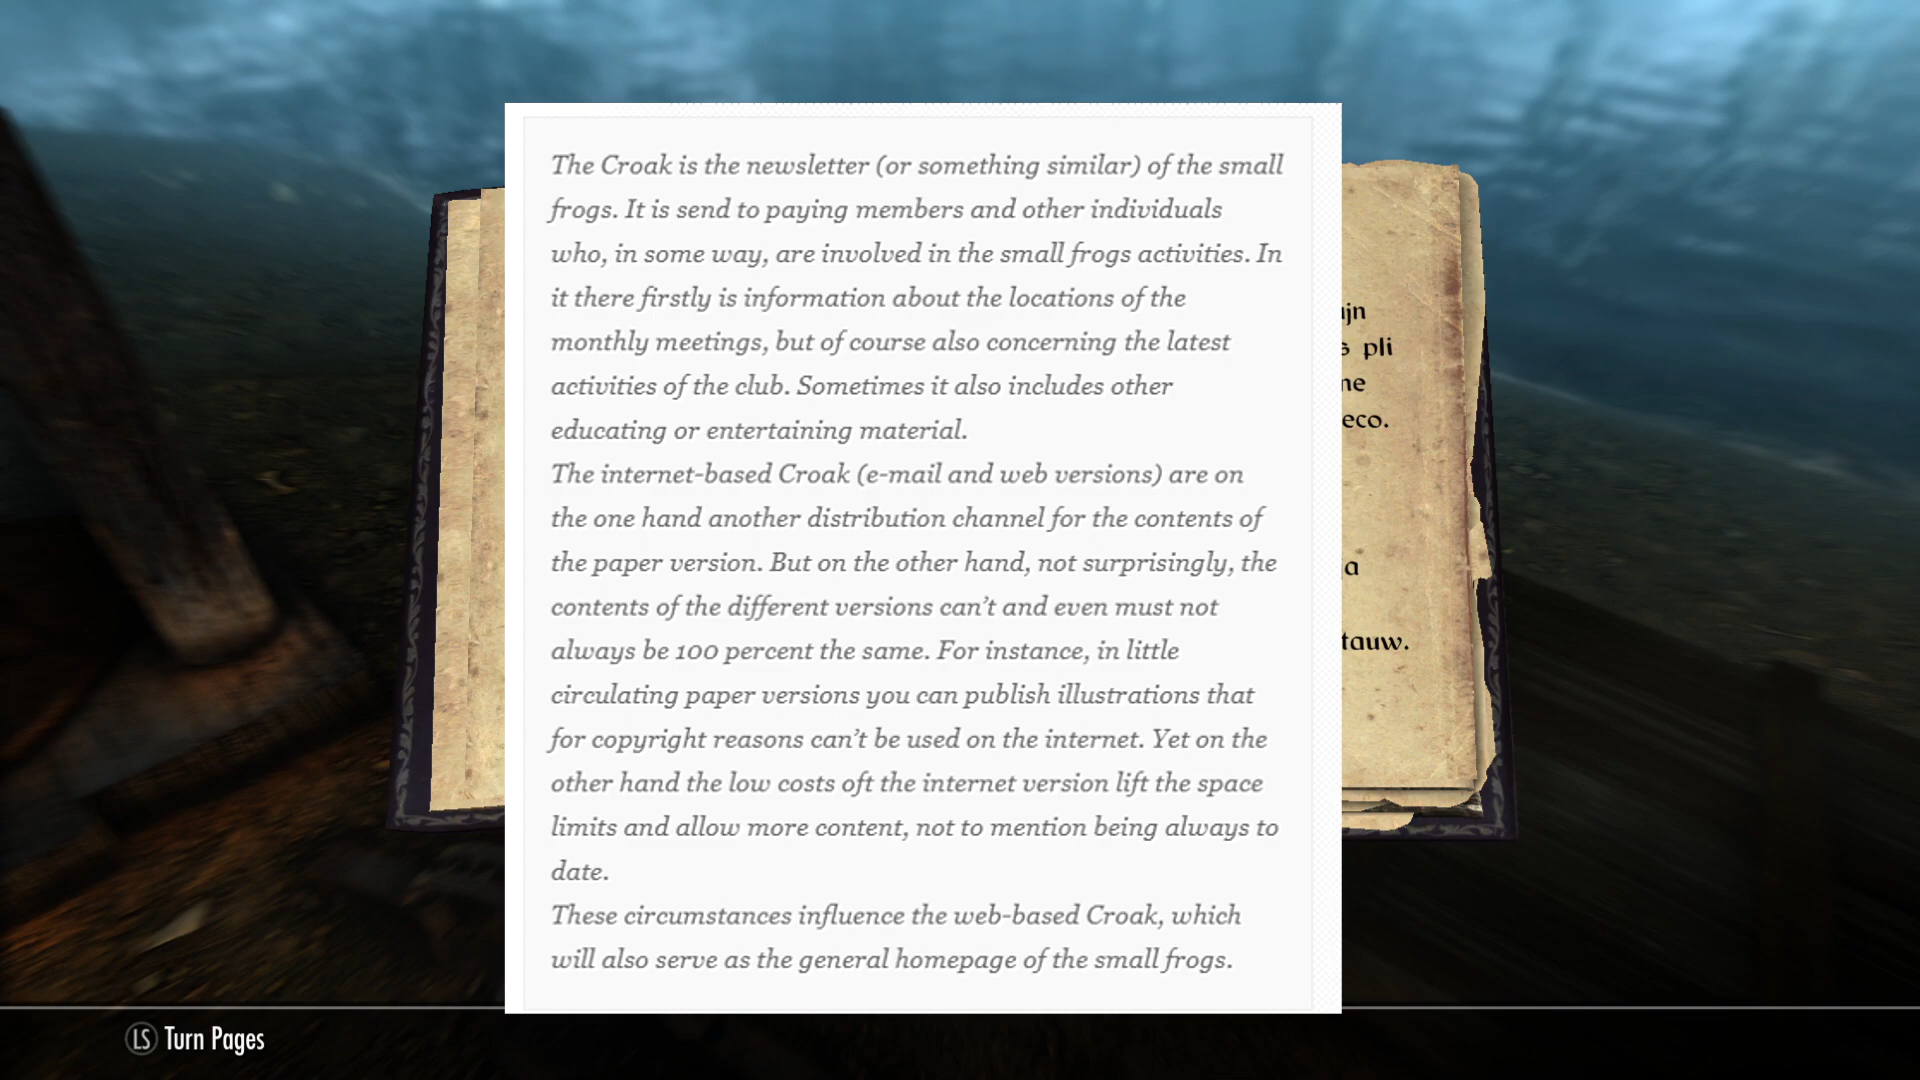 The Croak is the newsletter (or something similar) of the small
frogs. It is send to paying members and other individuals
who, in some way, are involved in the small frogs activities. In
it there firstly is information about the locations of the
monthly meetings, but of course also concerning the latest
activities of the club. Sometimes it also includes other
educating or entertaining material.
The internet-based Croak (e-mail and web versions) are on
the one hand another distribution channel for the contents of
the paper version. But on the other hand, not surprisingly, the
contents of the different versions can’t and even must not
always be 100 percent the same. For instance, in little
circulating paper versions you can publish illustrations that
for copyright reasons can’t be used on the internet. Yet on the
other hand the low costs oft the internet version lift the space
limits and allow more content, not to mention being always to
date.
These circumstances influence the web-based Croak, which
will also serve as the general homepage of the small frogs.
pli
LS Turn Pages